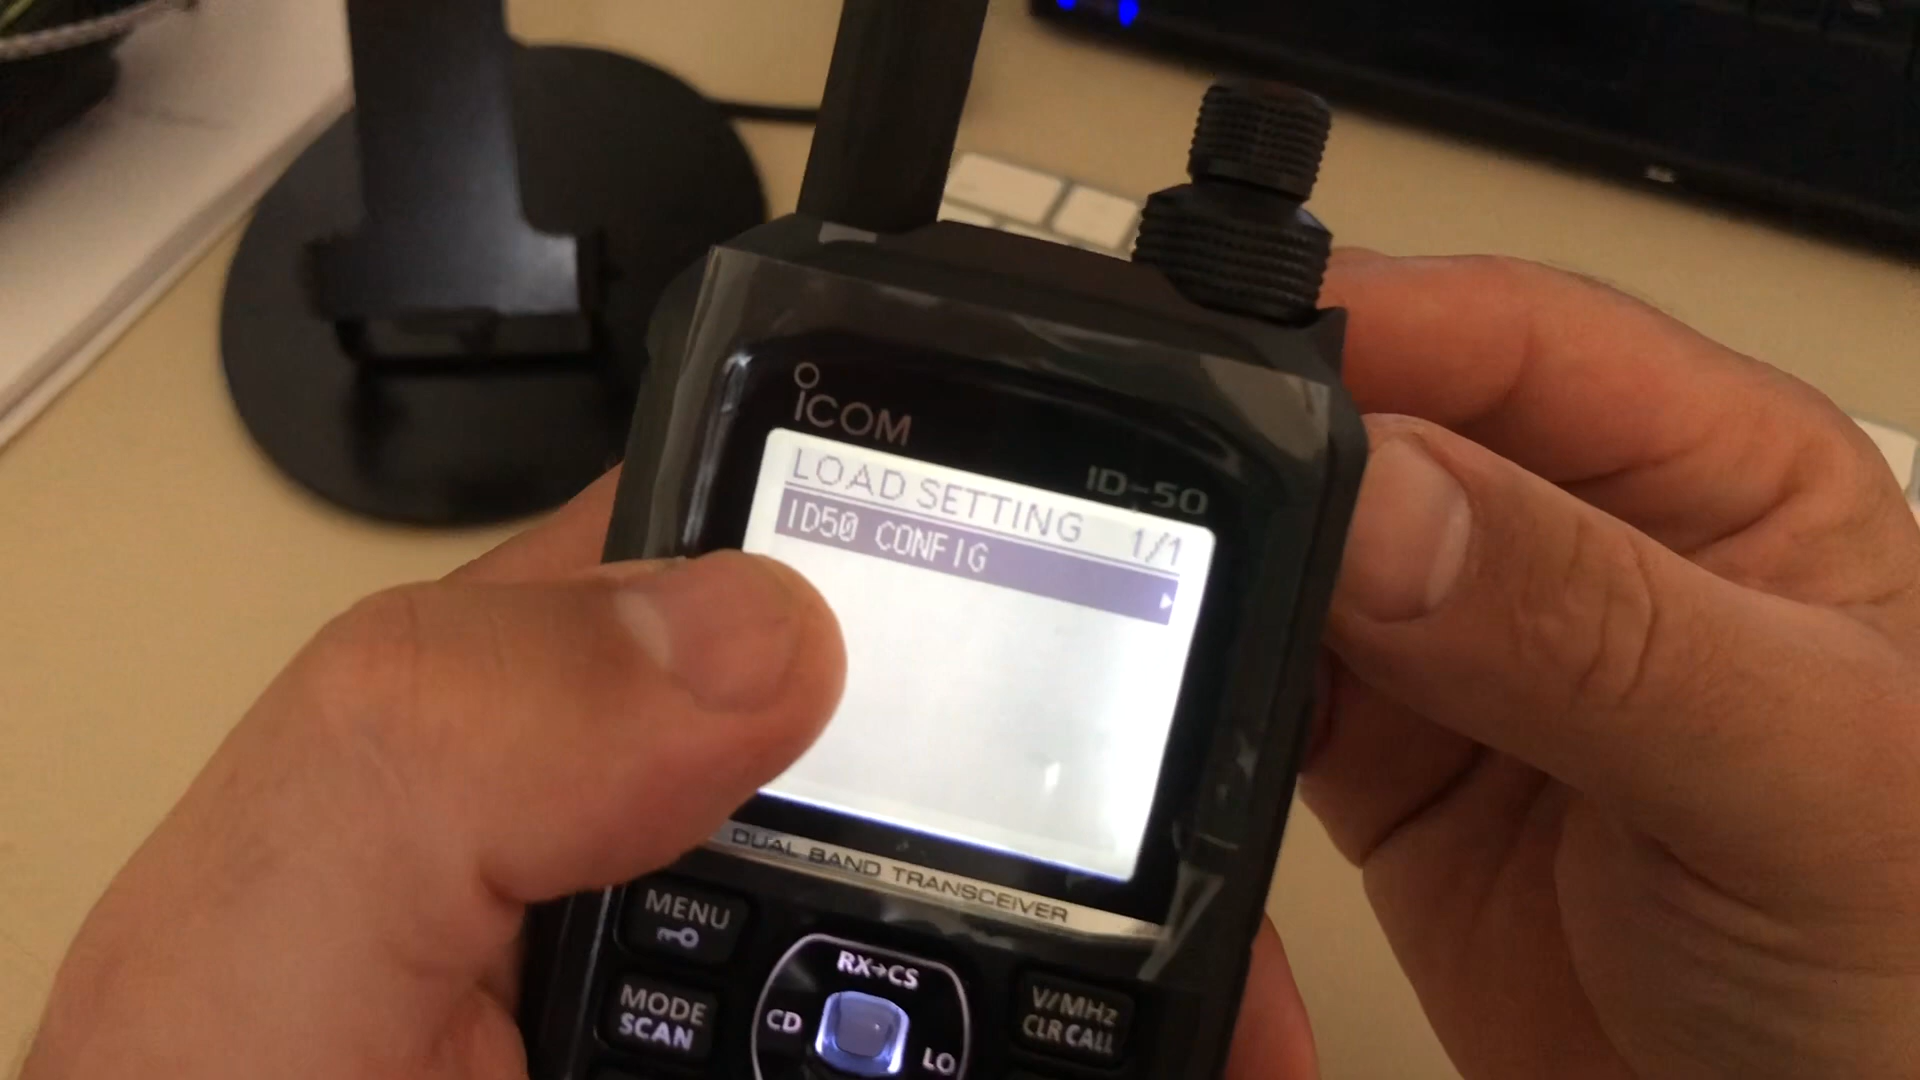 ICOM
ID-50
LOAD SETTING 1/1
ID50 CONFIG
DUAL BAND TRANSCEIVER
MENU
RX→CS
MODE
SCAN
CD
LO
V/MHz
CLR CALL